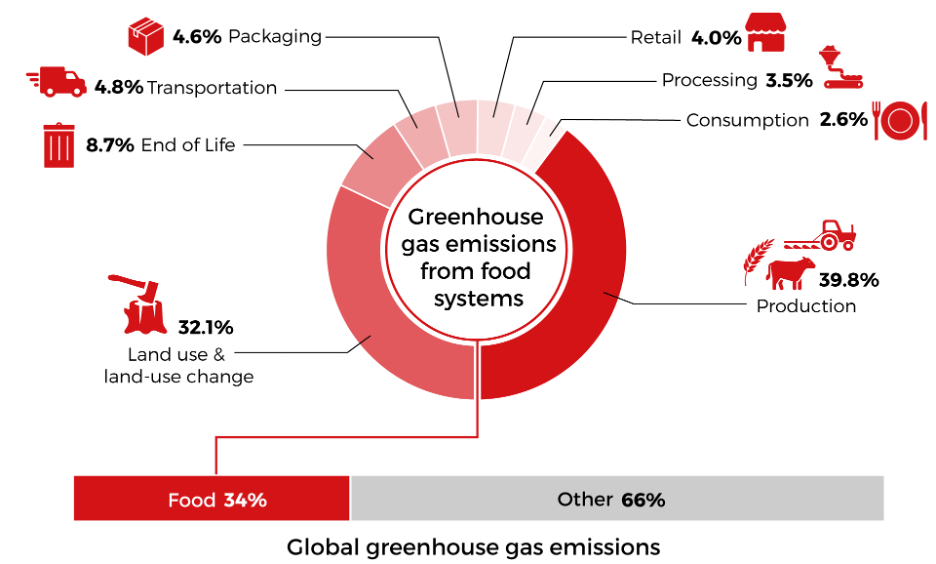 4.6% Packaging
Retail 4.0%
4.8% Transportation
Processing 3.5%
8.7% End of Life
Consumption 2.6%
Greenhouse
gas emissions
from food
systems
39.8%
Production
32.1%
Land use &
land-use change
Food 34%
Other 66%
Global greenhouse gas emissions